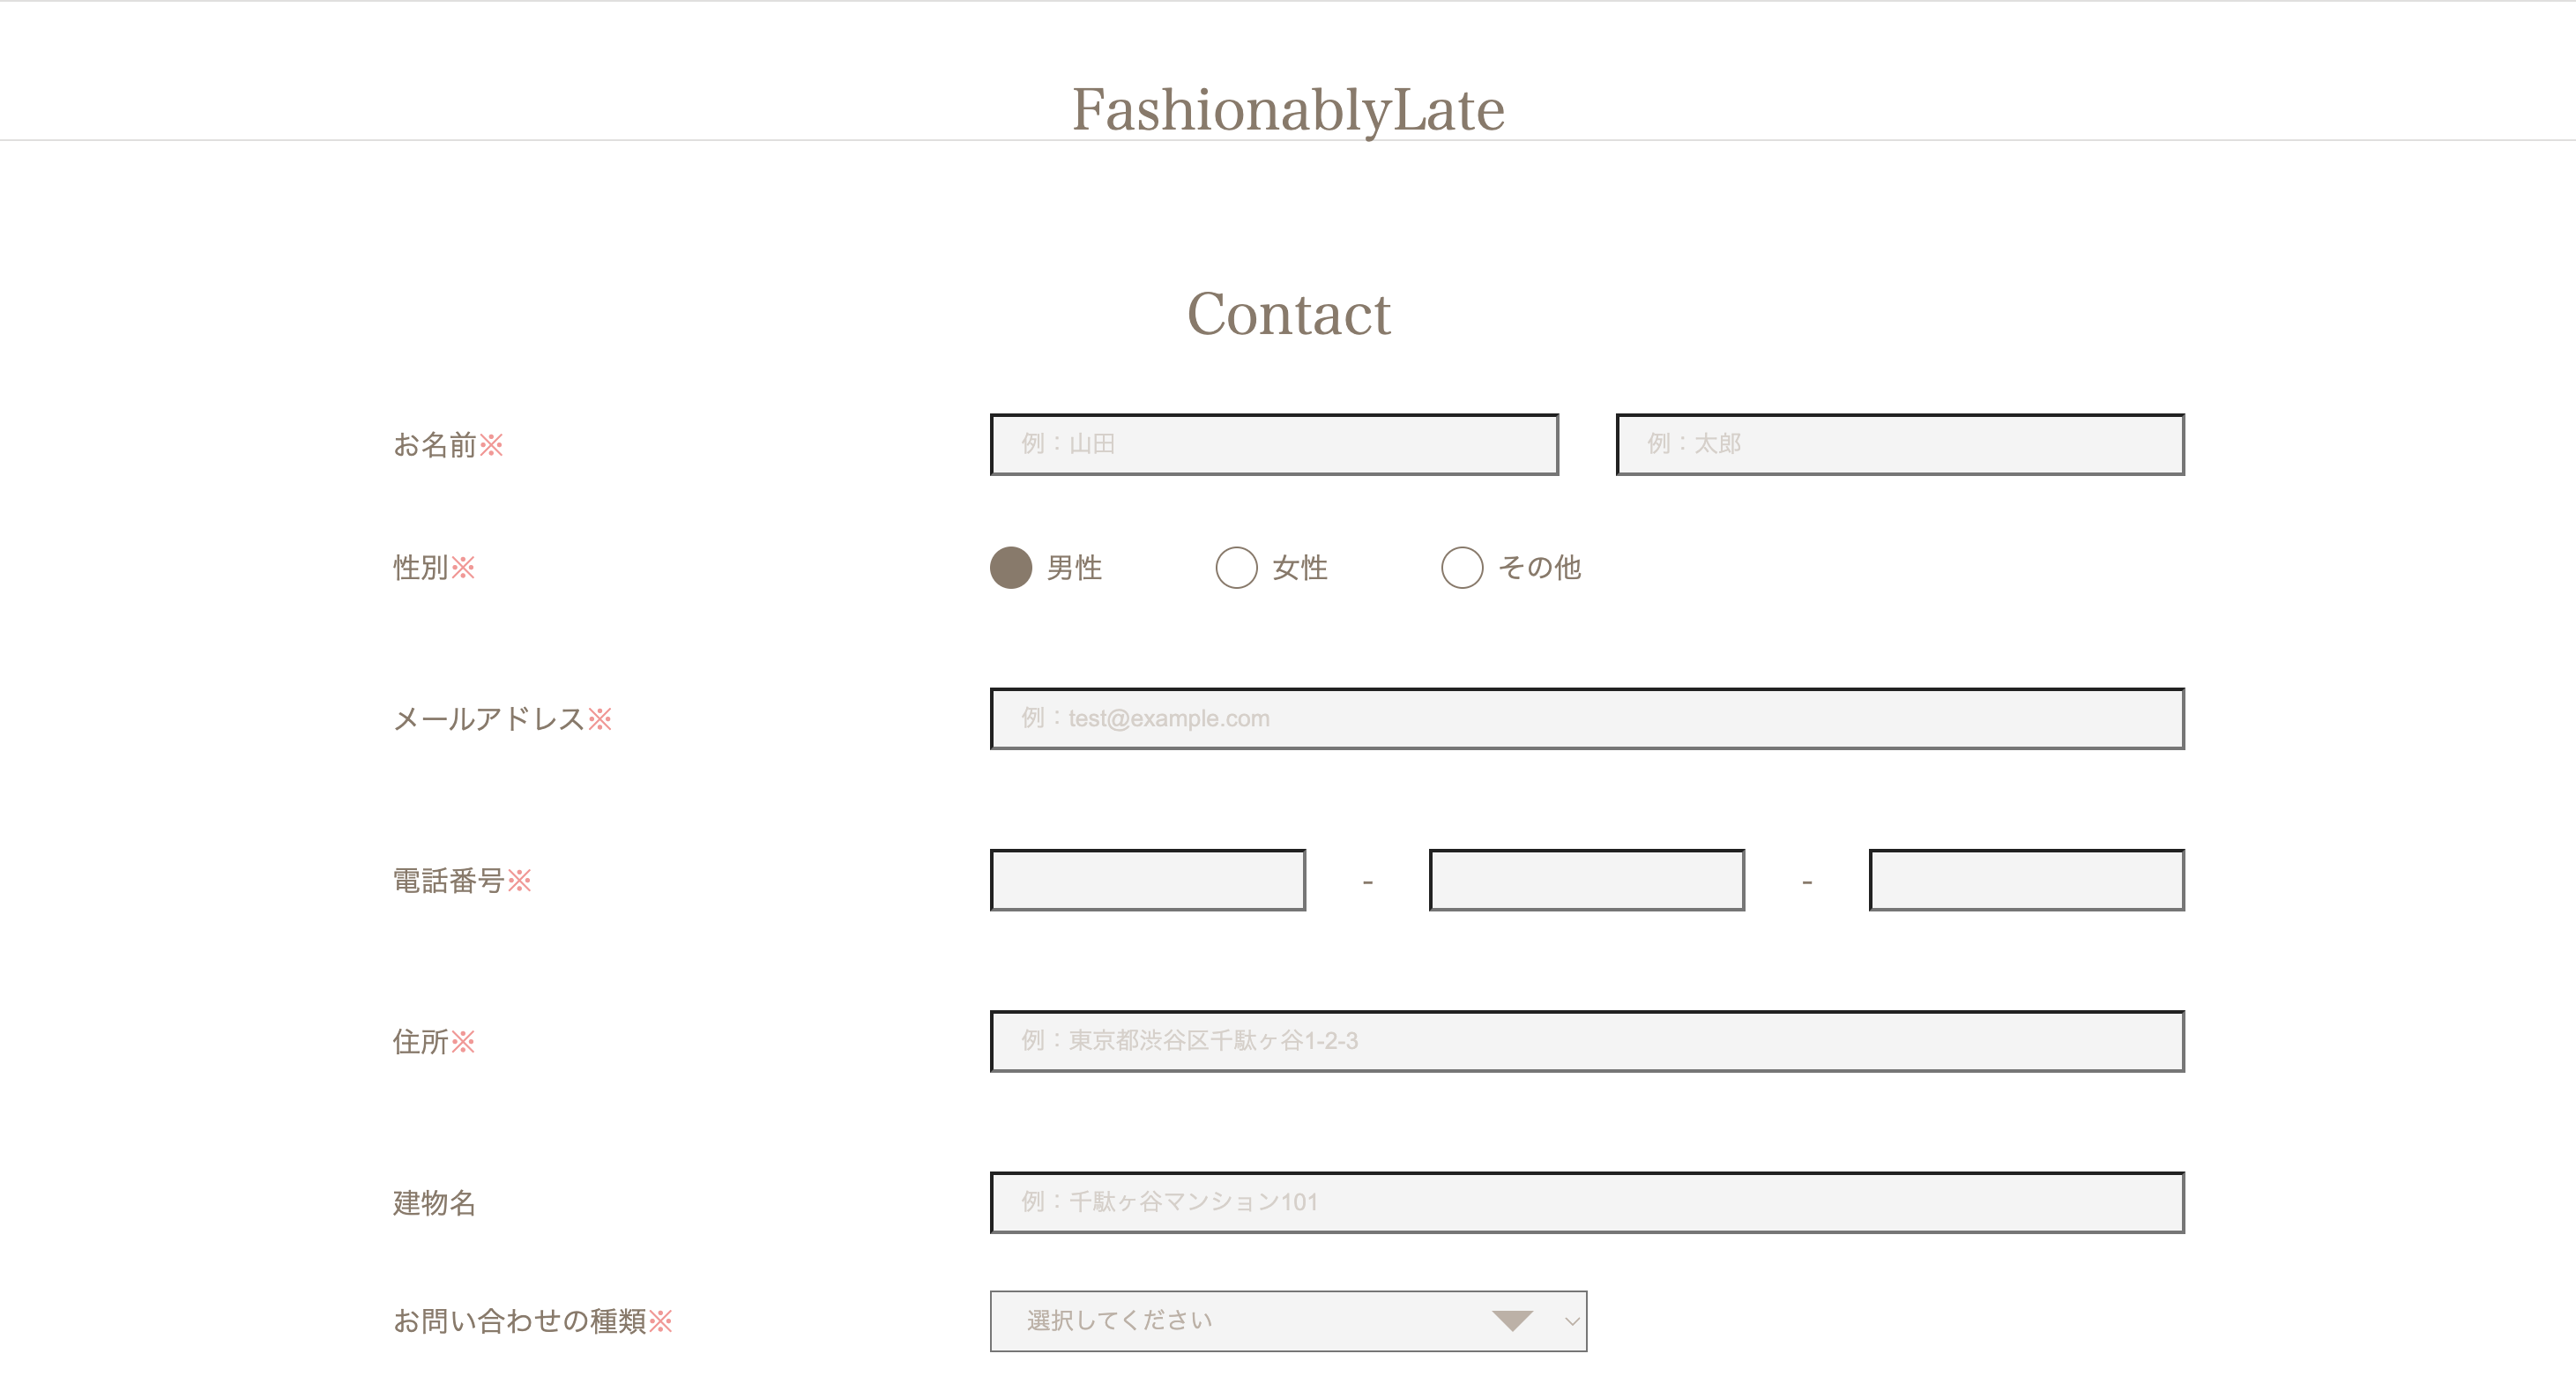 FashionablyLate
Contact
お名前※ 例：山田 例：太郎
性別※ 男性 女性 その他
メールアドレス※ 例：test@example.com
電話番号※ - -
住所※ 例：東京都渋谷区千駄ヶ谷1-2-3
建物名 例：千駄ヶ谷マンション101
お問い合わせの種類※ 選択してください